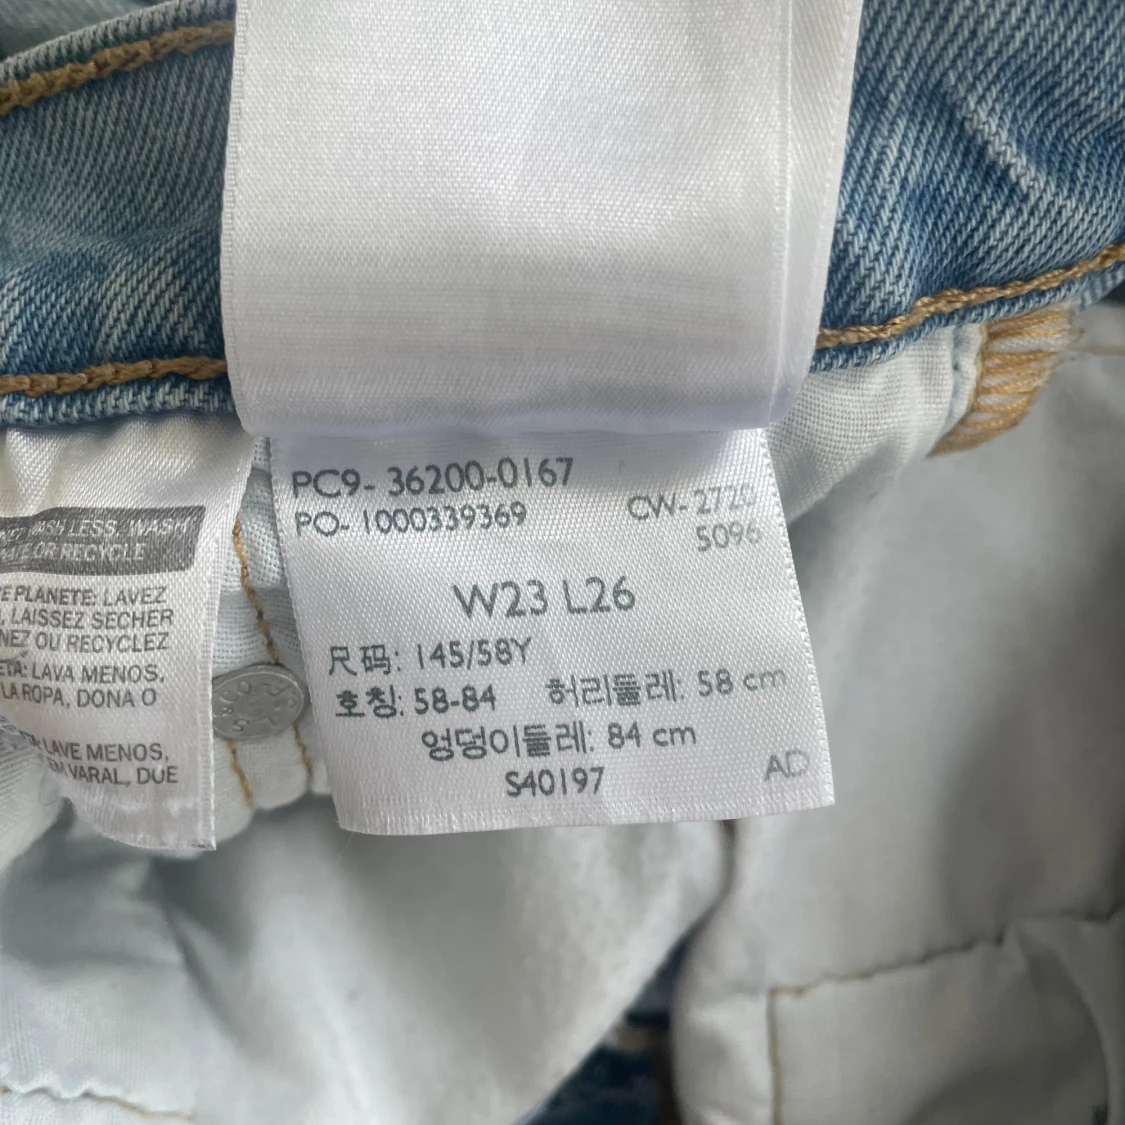 WASH LESS, WASH
OR RECYCLE
PLANETE: LAVEZ
LAISSEZ SECHER
OU RECYCLEZ
LAVA MENOS,
LA ROPA, DONA O
LAVE MENOS,
VARAL, DUE
PC9- 36200-0167
PO- 1000339369
CW- 2720
5096
W23 L26
尺码: 145/58Y
호칭: 58-84 허리둘레: 58 cm
엉덩이둘레: 84 cm
S40197 AD